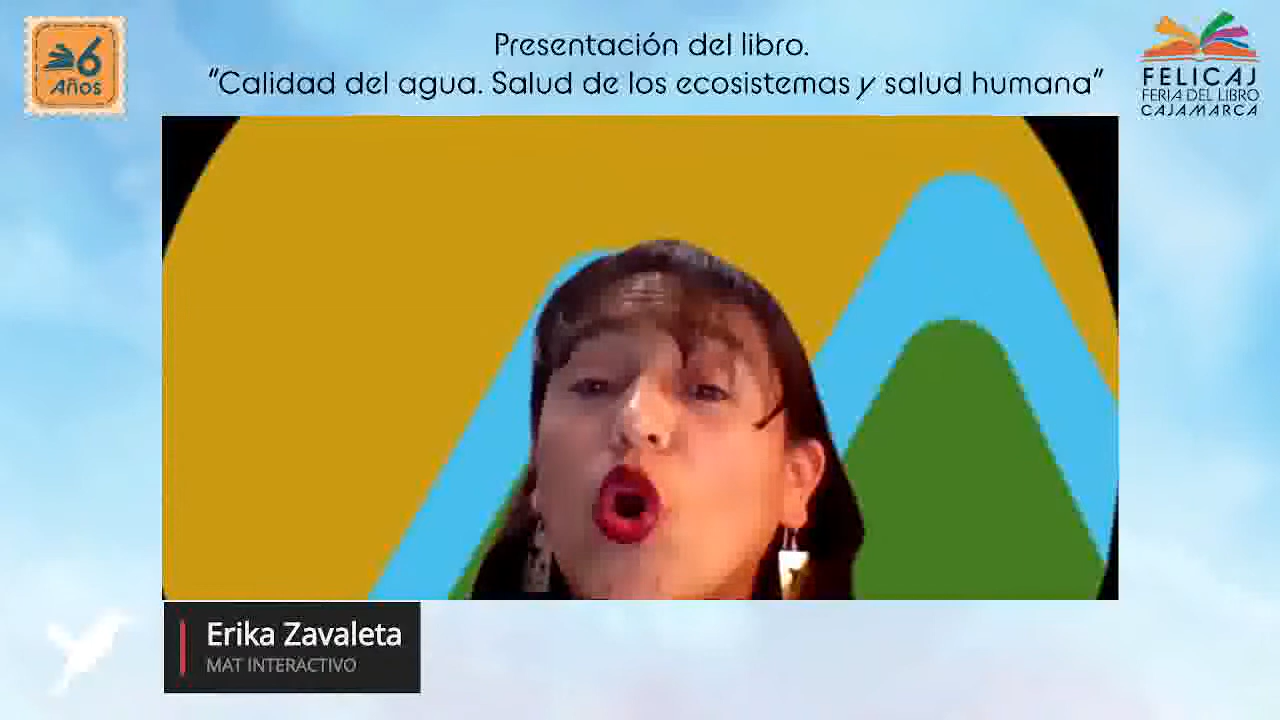 6
Años
Presentación del libro.
"Calidad del agua. Salud de los ecosistemas y salud humana"
FELICAJ
FERIA DEL LIBRO
CAJAMARCA
Erika Zavaleta
MAT INTERACTIVO